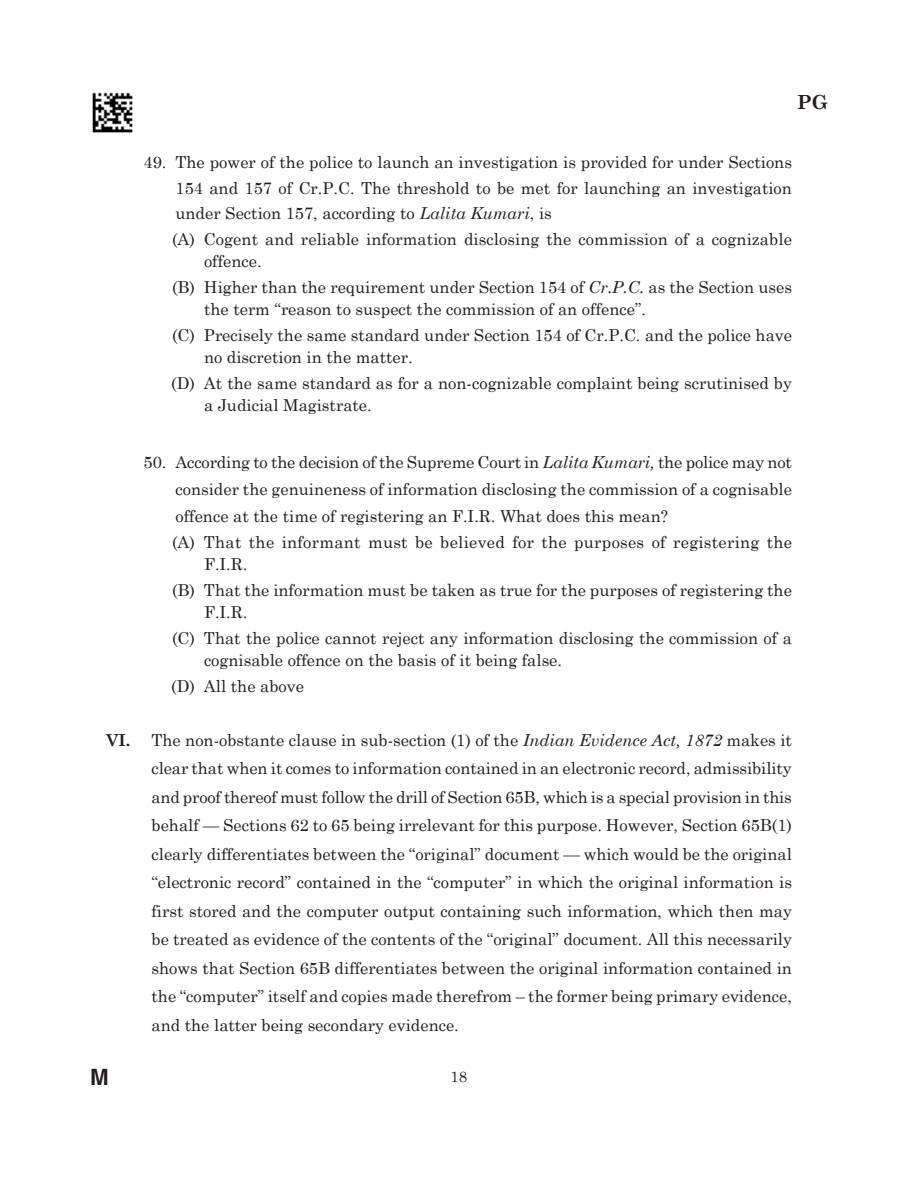 PG
49. The power of the police to launch an investigation is provided for under Sections
154 and 157 of Cr.P.C. The threshold to be met for launching an investigation
under Section 157, according to Lalita Kumari, is
(A) Cogent and reliable information disclosing the commission of a cognizable
offence.
(B) Higher than the requirement under Section 154 of Cr.P.C. as the Section uses
the term “reason to suspect the commission of an offence”.
(C) Precisely the same standard under Section 154 of Cr.P.C. and the police have
no discretion in the matter.
(D) At the same standard as for a non-cognizable complaint being scrutinised by
a Judicial Magistrate.
50. According to the decision of the Supreme Court in Lalita Kumari, the police may not
consider the genuineness of information disclosing the commission of a cognisable
offence at the time of registering an F.I.R. What does this mean?
(A) That the informant must be believed for the purposes of registering the
F.I.R.
(B) That the information must be taken as true for the purposes of registering the
F.I.R.
(C) That the police cannot reject any information disclosing the commission of a
cognisable offence on the basis of it being false.
(D) All the above
VI. The non-obstante clause in sub-section (1) of the Indian Evidence Act, 1872 makes it
clear that when it comes to information contained in an electronic record, admissibility
and proof thereof must follow the drill of Section 65B, which is a special provision in this
behalf — Sections 62 to 65 being irrelevant for this purpose. However, Section 65B(1)
clearly differentiates between the “original” document — which would be the original
“electronic record” contained in the “computer” in which the original information is
first stored and the computer output containing such information, which then may
be treated as evidence of the contents of the “original” document. All this necessarily
shows that Section 65B differentiates between the original information contained in
the “computer” itself and copies made therefrom – the former being primary evidence,
and the latter being secondary evidence.
M
18